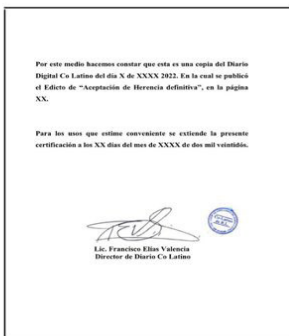 Por este medio hacemos constar que esta es una copia del Diario
Digital Co Latino del día X de XXXX 2022. En la cual se publicó
el Edicto de “Aceptación de Herencia definitiva”, en la página
XX.
Para los usos que estime conveniente se extiende la presente
certificación a los XX días del mes de XXXX de dos mil veintidós.
Lic. Francisco Elías Valencia
Director de Diario Co Latino